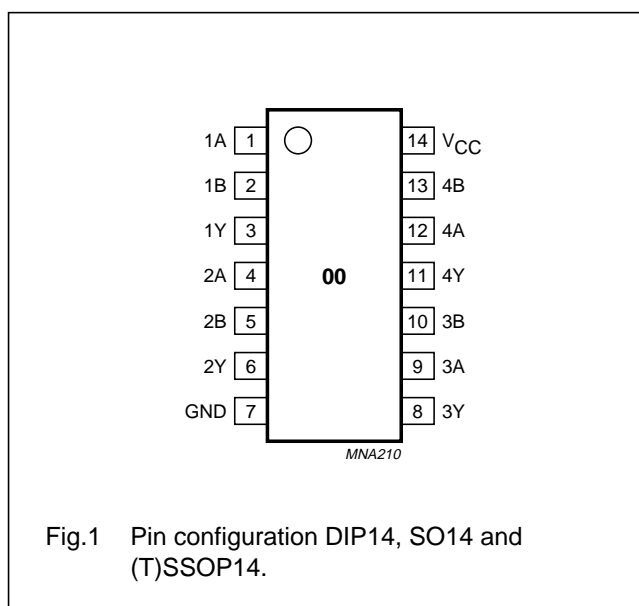 1A 1 14 VCC
1B 2 13 4B
1Y 3 12 4A
2A 4 00 11 4Y
2B 5 10 3B
2Y 6 9 3A
GND 7 8 3Y
MNA210
Fig.1 Pin configuration DIP14, SO14 and
(T)SSOP14.